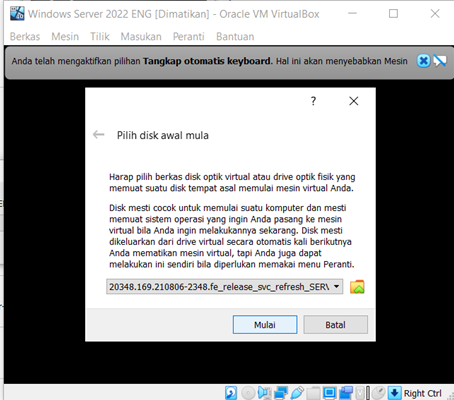 Windows Server 2022 ENG [Dimatikan] - Oracle VM VirtualBox
Berkas Mesin Tilik Masukan Peranti Bantuan
Anda telah mengaktifkan pilihan Tangkap otomatis keyboard. Hal ini akan menyebabkan Mesin
?
Pilih disk awal mula
Harap pilih berkas disk optik virtual atau drive optik fisik yang
memuat suatu disk tempat asal memulai mesin virtual Anda.
Disk mesti cocok untuk memulai suatu komputer dan mesti
memuat sistem operasi yang ingin Anda pasang ke mesin
virtual bila Anda ingin melakukannya sekarang. Disk mesti
dikeluarkan dari drive virtual secara otomatis kali berikutnya
Anda mematikan mesin virtual, tapi Anda juga dapat
melakukan ini sendiri bila diperlukan memakai menu Peranti.
20348.169.210806-2348.fe_release_svc_refresh_SERV
Mulai Batal
Right Ctrl